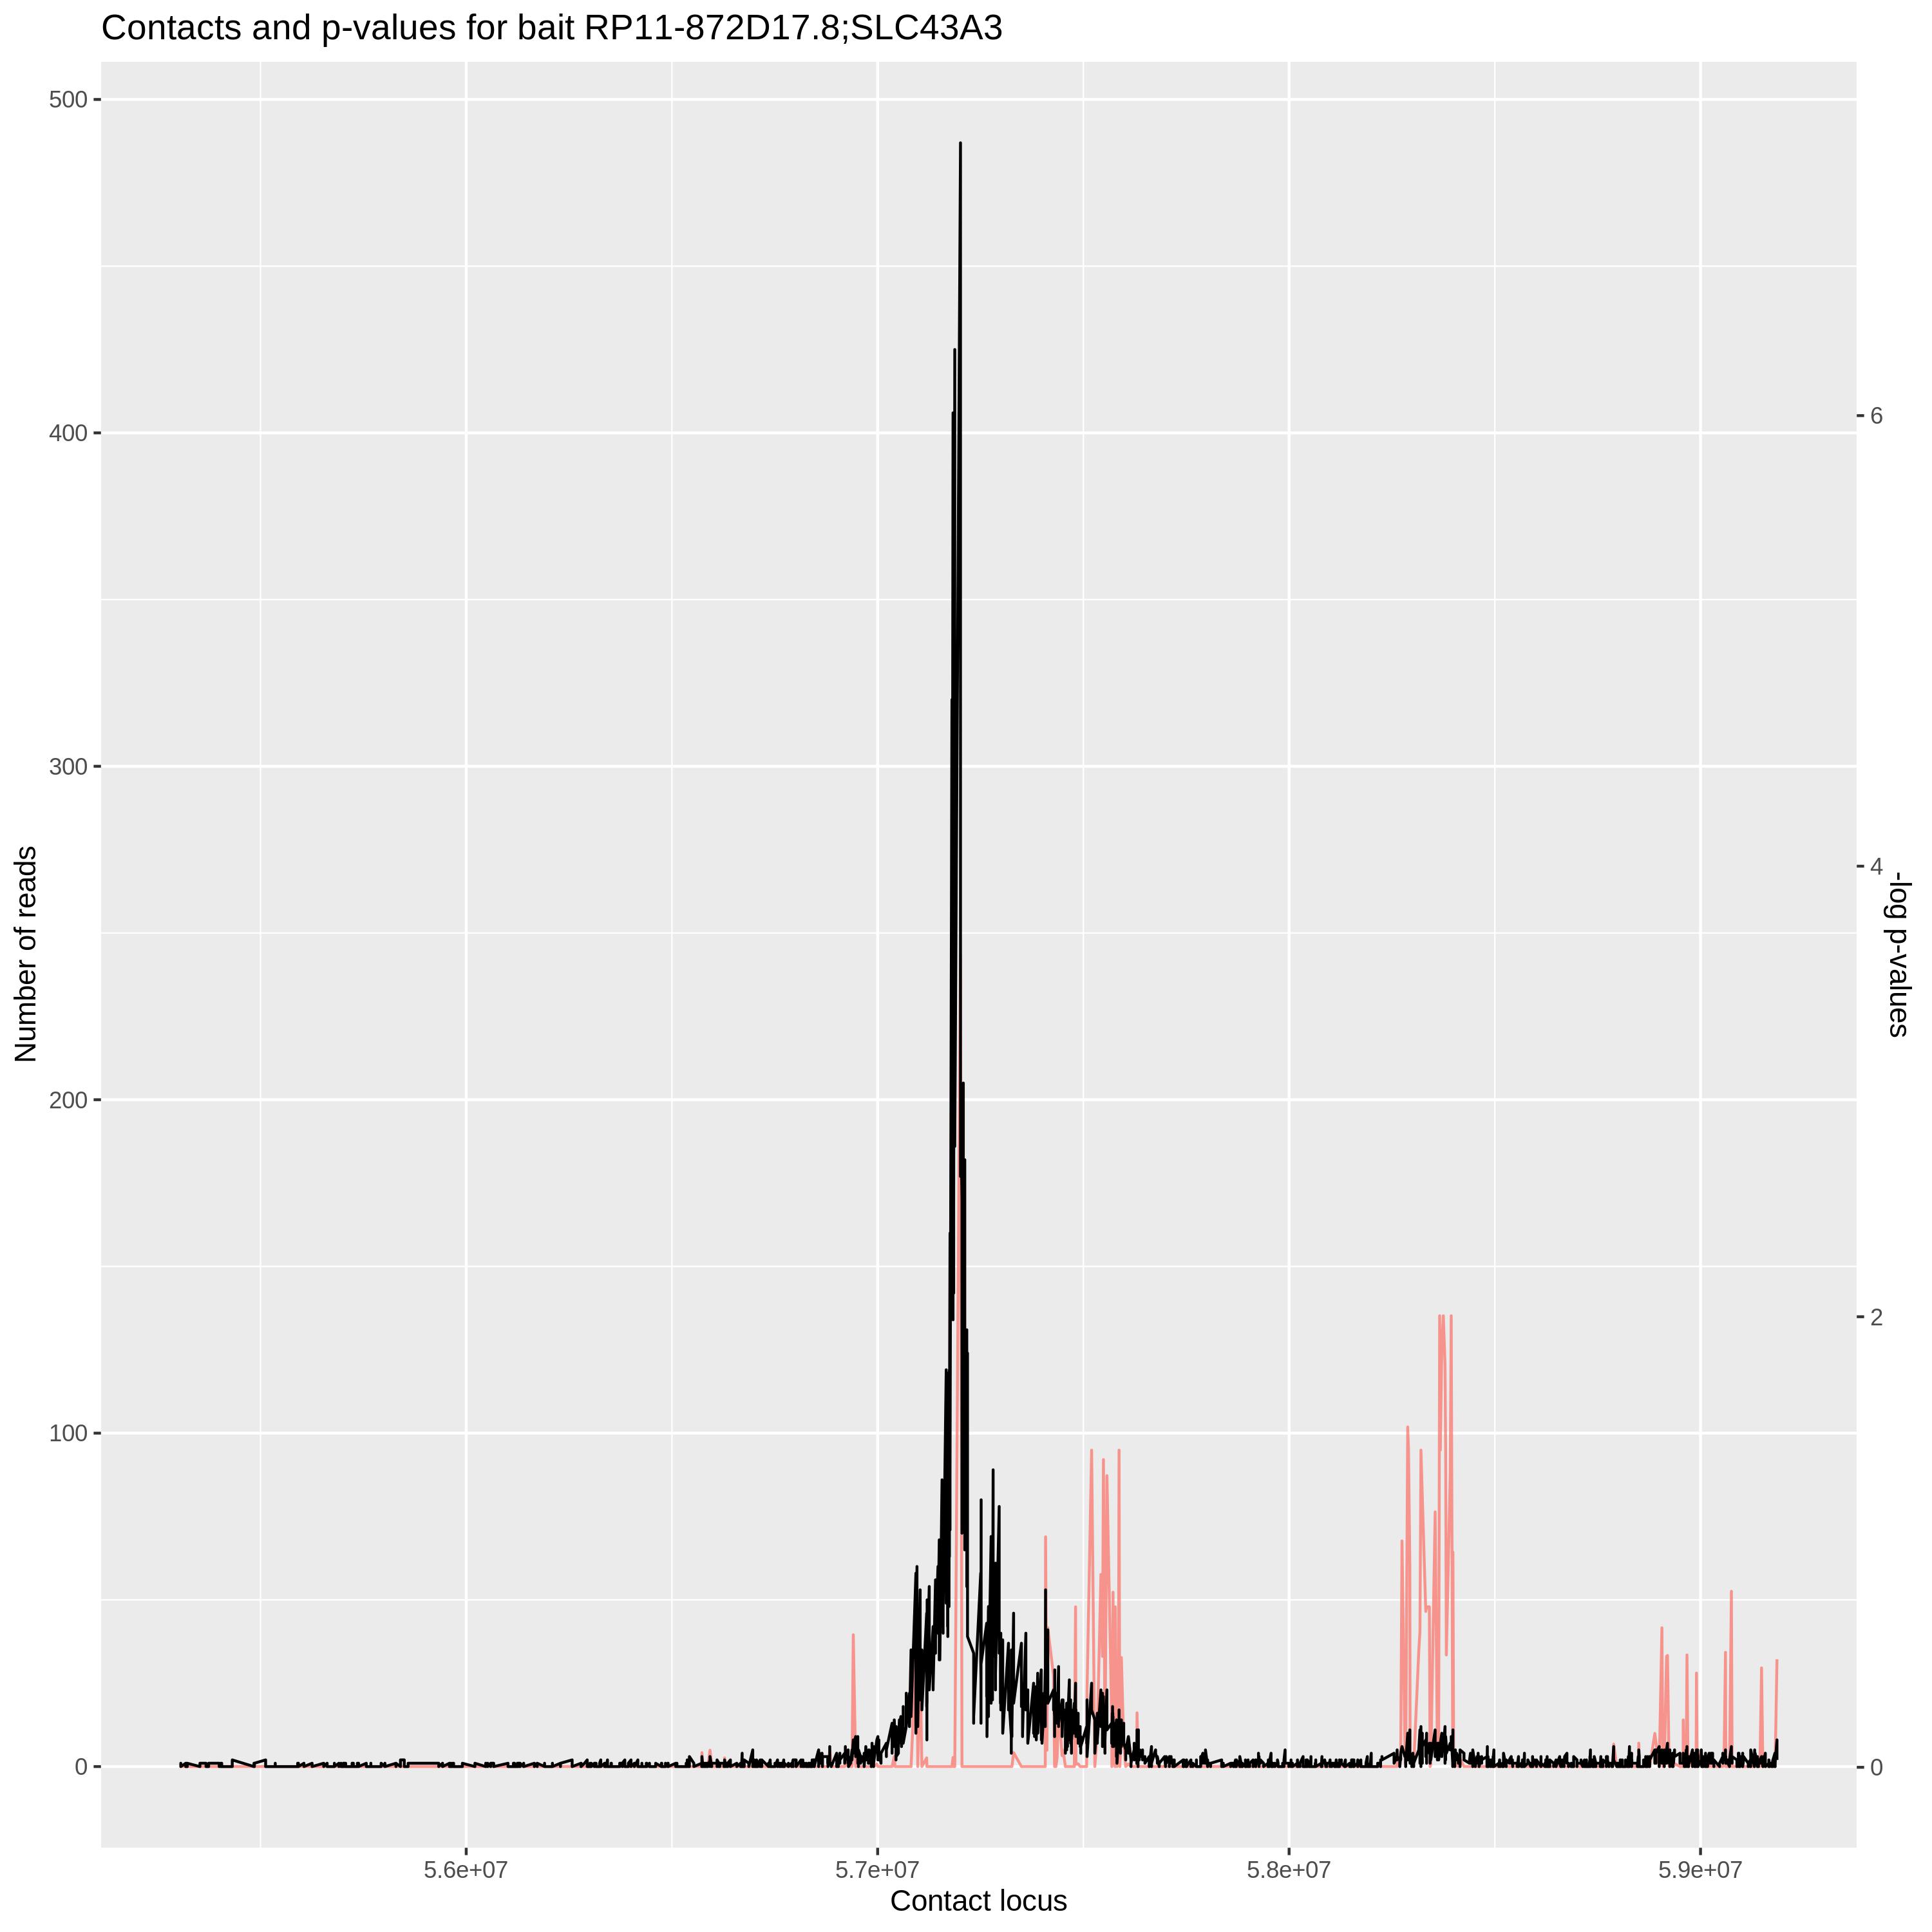 Contacts and p-values for bait RP11-872D17.8;SLC43A3
500
400
300
200
100
0
Number of reads
6
4
2
0
-log p-values
5.6e+07
5.7e+07
5.8e+07
5.9e+07
Contact locus